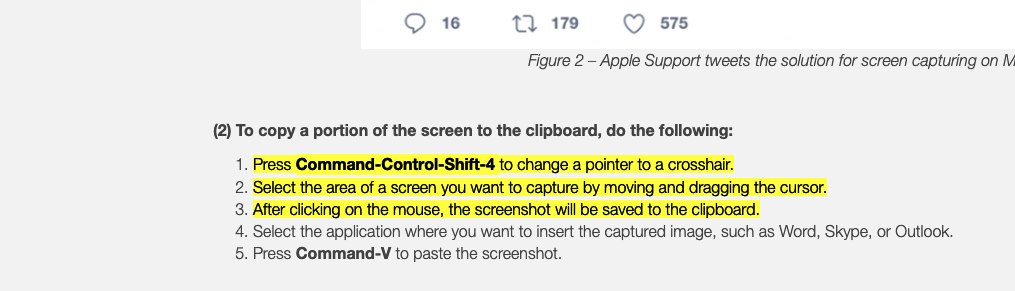 16 179 575
Figure 2 – Apple Support tweets the solution for screen capturing on M
(2) To copy a portion of the screen to the clipboard, do the following:
1. Press Command-Control-Shift-4 to change a pointer to a crosshair.
2. Select the area of a screen you want to capture by moving and dragging the cursor.
3. After clicking on the mouse, the screenshot will be saved to the clipboard.
4. Select the application where you want to insert the captured image, such as Word, Skype, or Outlook.
5. Press Command-V to paste the screenshot.